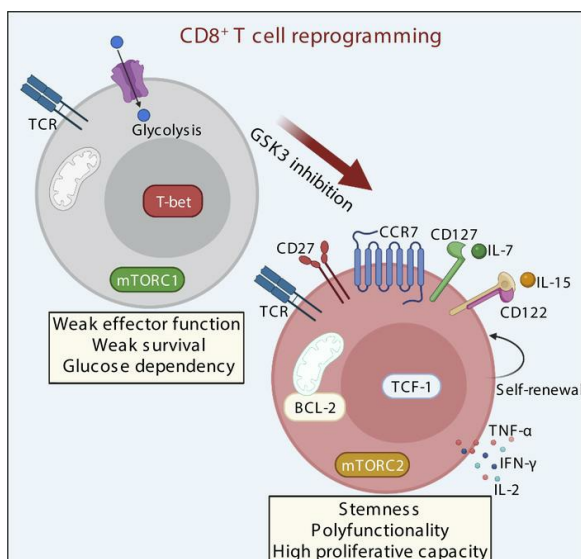 CD8⁺ T cell reprogramming
TCR
Glycolysis
T-bet
mTORC1
Weak effector function
Weak survival
Glucose dependency
GSK3 inhibition
CD27
CCR7
CD127
IL-7
IL-15
CD122
TCR
TCF-1
BCL-2
Self-renewal
mTORC2
TNF-α
IFN-γ
IL-2
Stemness
Polyfunctionality
High proliferative capacity